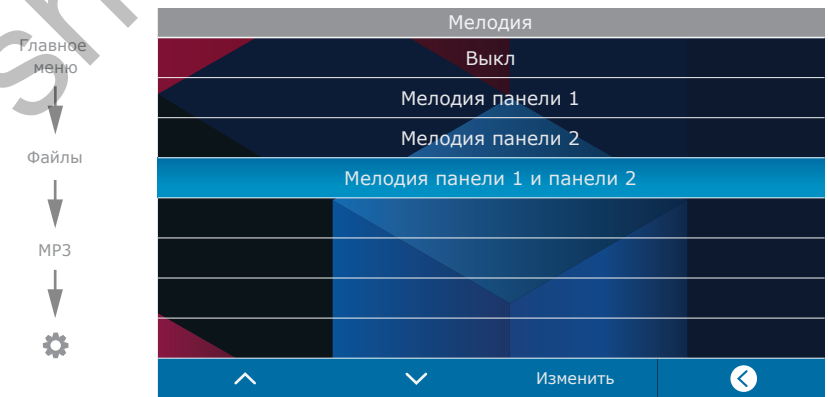 Главное
меню
Файлы
MP3
Мелодия
Выкл
Мелодия панели 1
Мелодия панели 2
Мелодия панели 1 и панели 2
Изменить